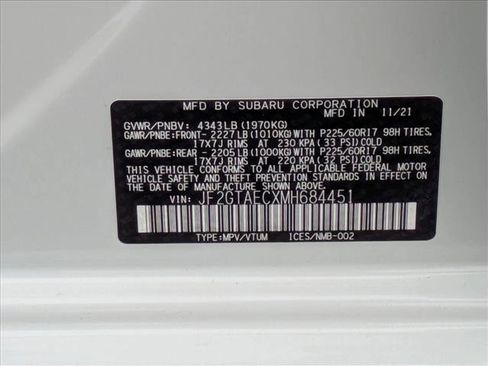 MFD BY SUBARU CORPORATION
MFD IN 11/21
GVWR/PNBV: 4343LB(1970KG)
GAWR/PNBE:FRONT- 2227LB(1010KG)WITH P225/60R17 98H TIRES,
17X7J RIMS AT 230 KPA (33 PSI)COLD
GAWR/PNBE:REAR - 2205LB(1000KG)WITH P225/60R17 98H TIRES,
17X7J RIMS AT 220 KPA (32 PSI)COLD
THIS VEHICLE CONFORMS TO ALL APPLICABLE FEDERAL MOTOR
VEHICLE SAFETY AND THEFT PREVENTION STANDARDS IN
EFFECT ON THE DATE OF MANUFACTURE SHOWN ABOVE.
VIN: JF2GTAECXMH684451
TYPE:MPV/VTUM ICES/NMB-002